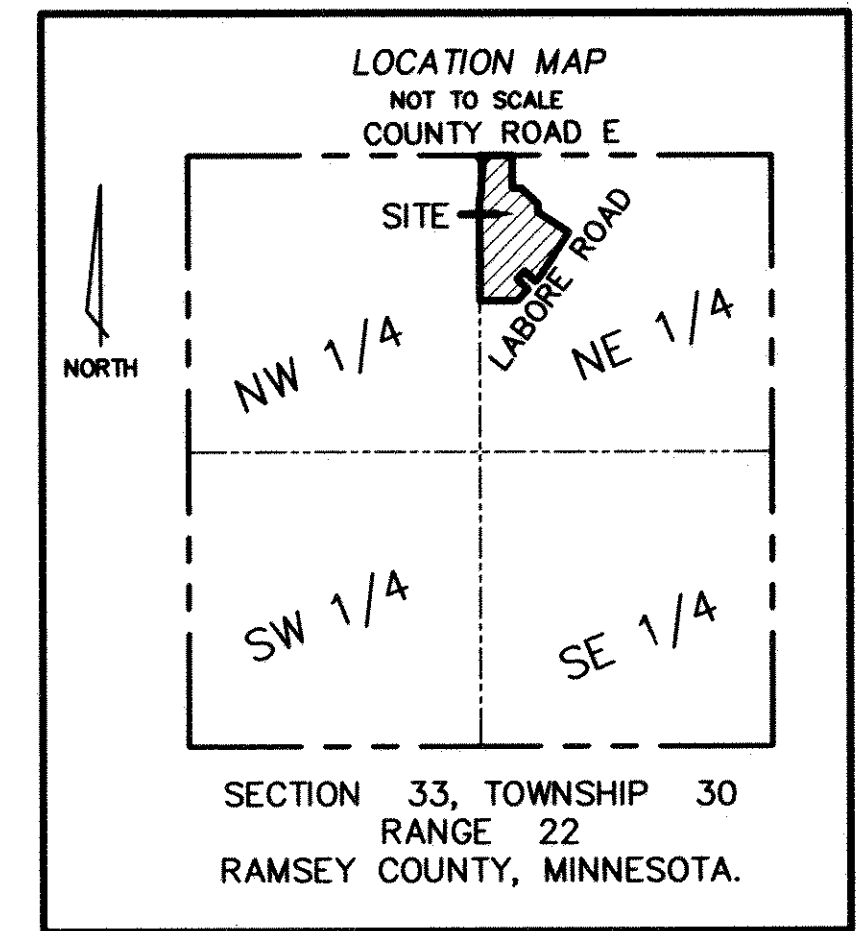 LOCATION MAP
NOT TO SCALE
COUNTY ROAD E
SITE
LABORE ROAD
NORTH
NW 1/4
NE 1/4
SW 1/4
SE 1/4
SECTION 33, TOWNSHIP 30
RANGE 22
RAMSEY COUNTY, MINNESOTA.